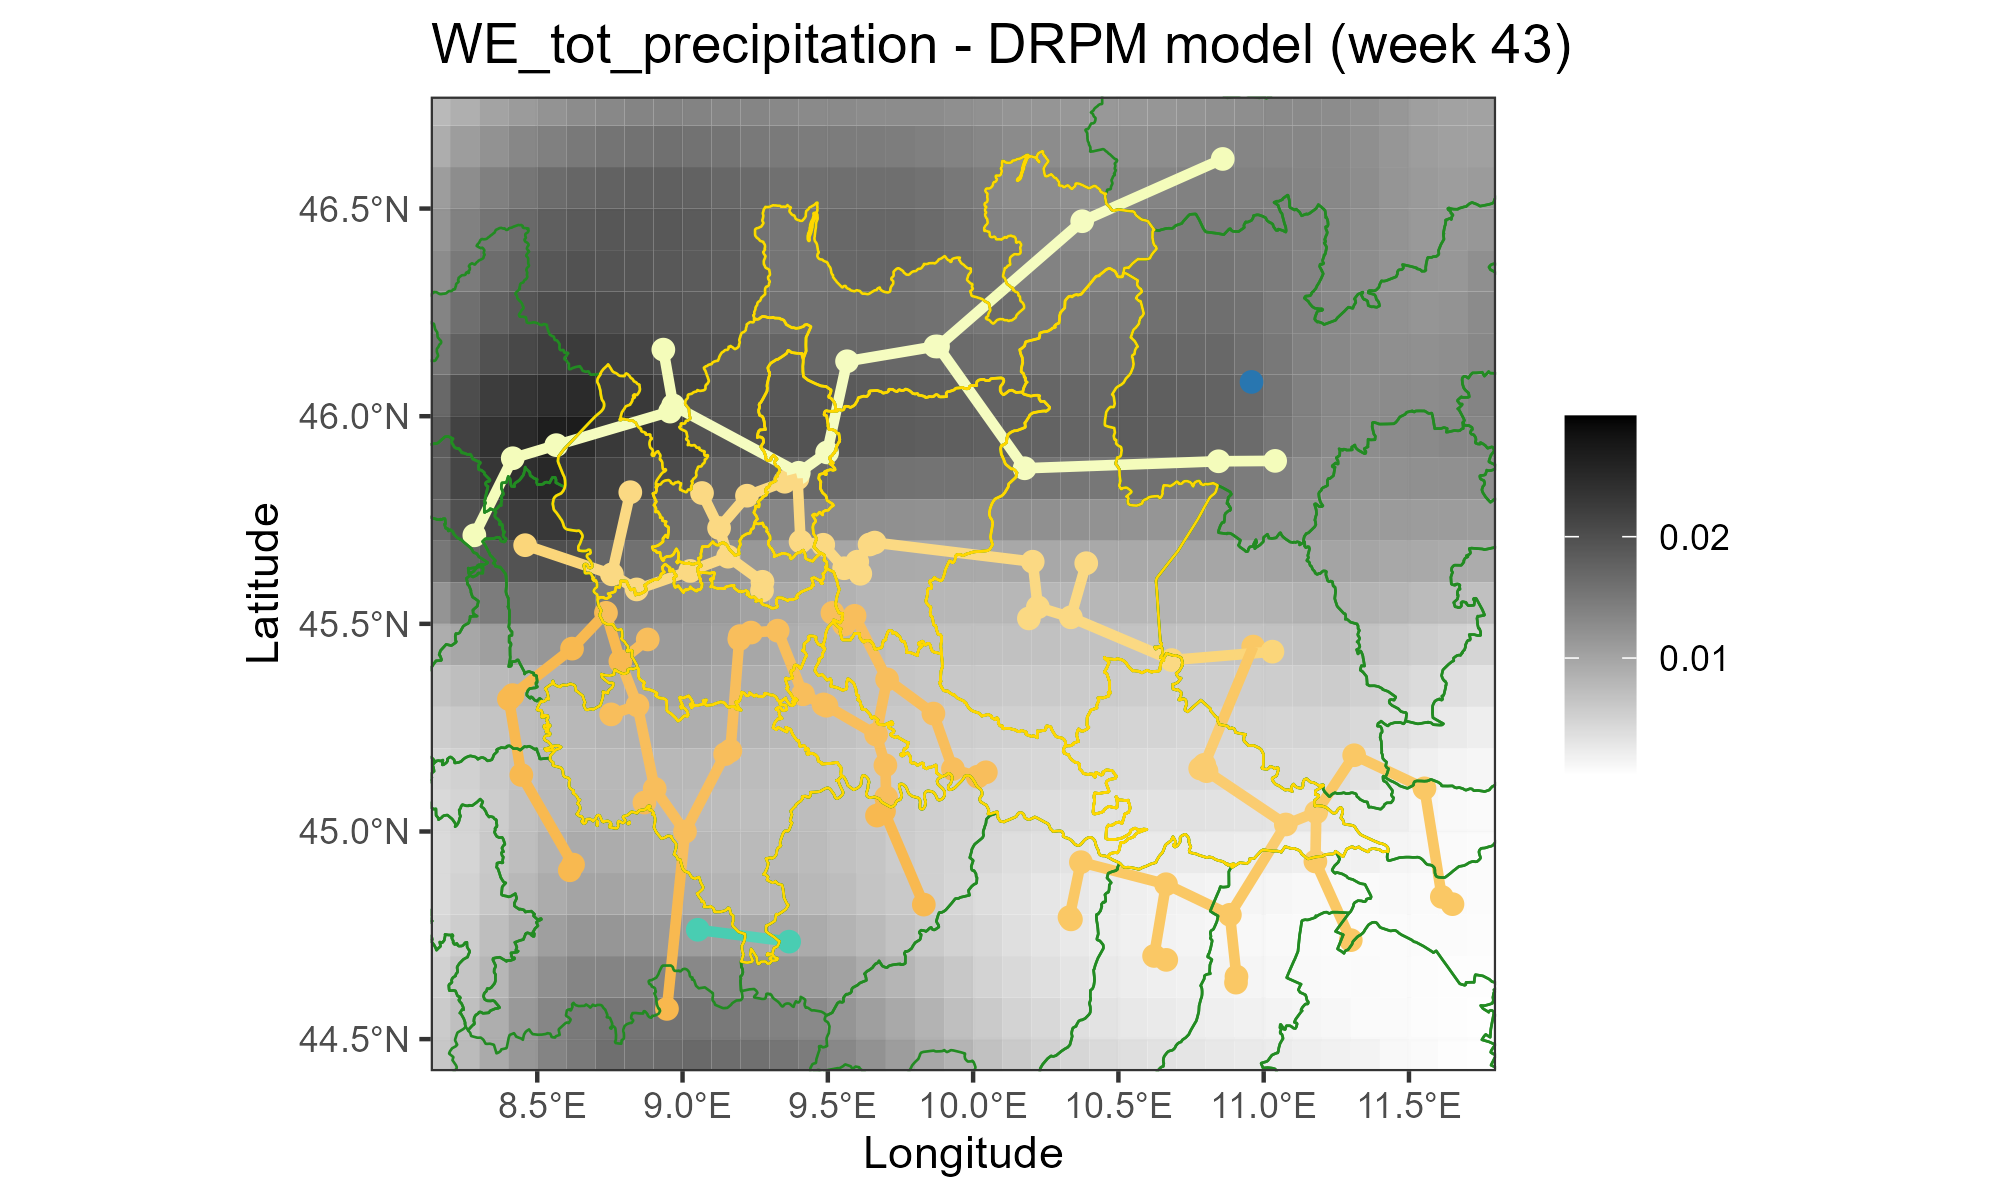 WE_tot_precipitation - DRPM model (week 43)
46.5°N
46.0°N
45.5°N
45.0°N
44.5°N
Latitude
8.5°E 9.0°E 9.5°E 10.0°E 10.5°E 11.0°E 11.5°E
Longitude
0.02
0.01